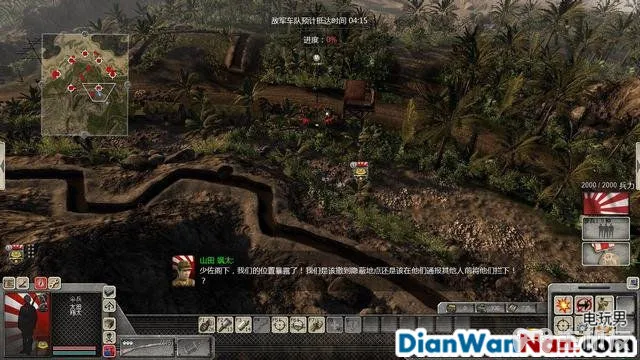 敌军车队预计抵达时间 04:15
进度：0%
2000 / 2000 兵力
山田 飒太:
少佐阁下，我们的位置暴露了！我们是该撤到隐蔽地点还是该在他们通报其他人前将他们拦下！
？
电玩男
DianWanNan.com